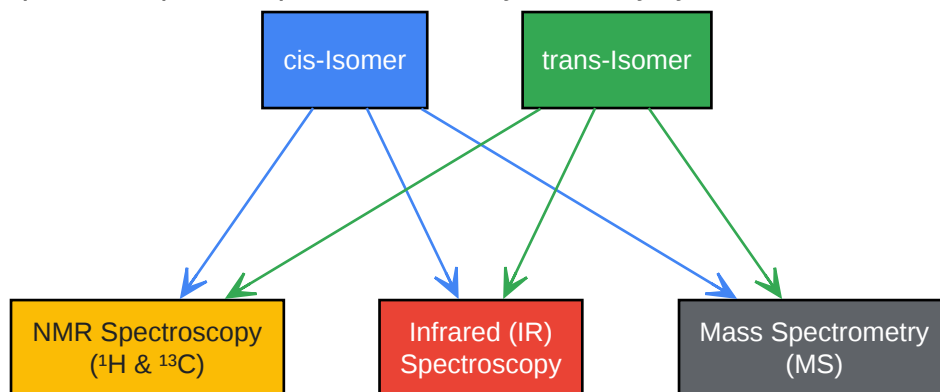 cis-Isomer
trans-Isomer
NMR Spectroscopy
(¹H & ¹³C)
Infrared (IR)
Spectroscopy
Mass Spectrometry
(MS)